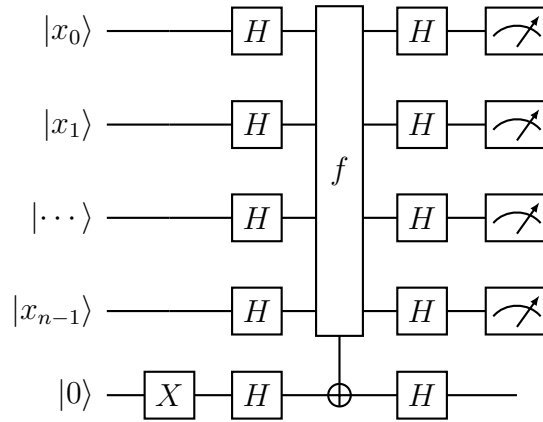 |x₀⟩ H H
|x₁⟩ H H
f
|⋯⟩ H H
|xₙ₋₁⟩ H H
|0⟩ X H H